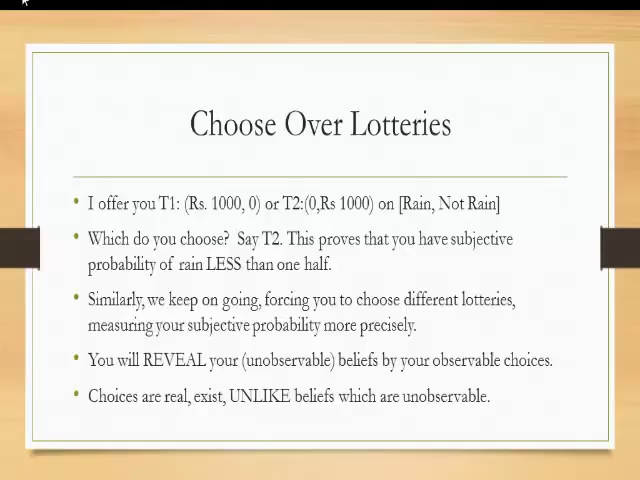 Choose Over Lotteries
• I offer you T1: (Rs. 1000, 0) or T2:(0,Rs 1000) on [Rain, Not Rain]
• Which do you choose? Say T2. This proves that you have subjective
probability of rain LESS than one half.
• Similarly, we keep on going, forcing you to choose different lotteries,
measuring your subjective probability more precisely.
• You will REVEAL your (unobservable) beliefs by your observable choices.
• Choices are real, exist, UNLIKE beliefs which are unobservable.